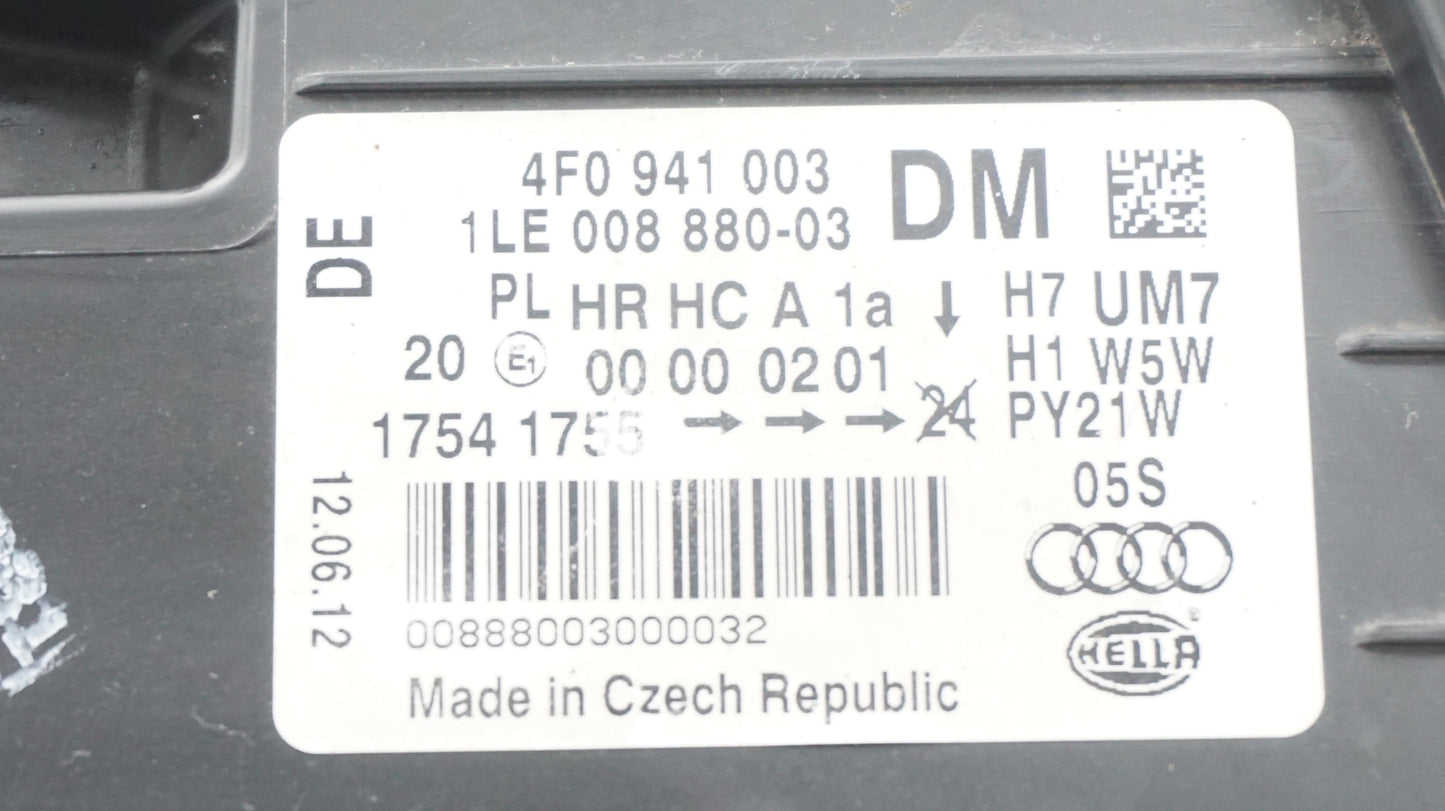 4F0 941 003 DM
1LE 008 880-03
DE
PL HR HC A 1a ↓ H7 UM7
20 E1 00 00 02 01 H1 W5W
1754 1755 → → → 24 PY21W
05S
12.06.12
00888003000032
HELLA ®
Made in Czech Republic